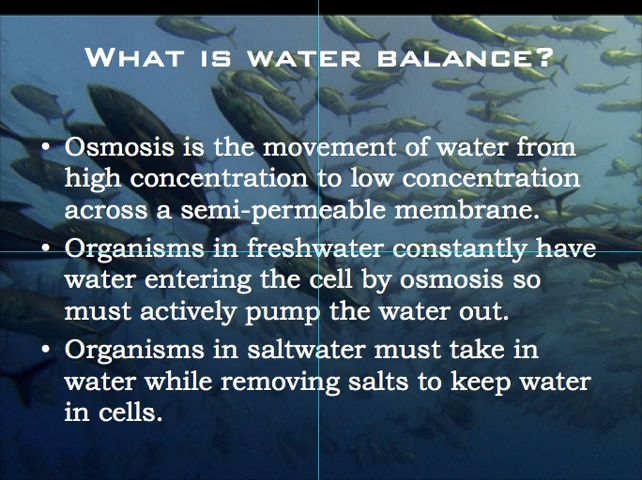 What is water balance?
• Osmosis is the movement of water from
high concentration to low concentration
across a semi-permeable membrane.
• Organisms in freshwater constantly have
water entering the cell by osmosis so
must actively pump the water out.
• Organisms in saltwater must take in
water while removing salts to keep water
in cells.